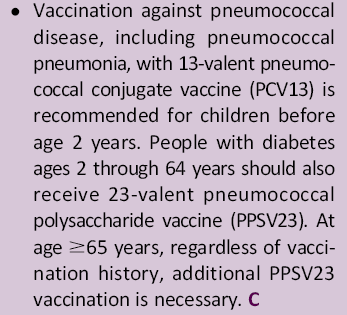 • Vaccination against pneumococcal
disease, including pneumococcal
pneumonia, with 13-valent pneumo-
coccal conjugate vaccine (PCV13) is
recommended for children before
age 2 years. People with diabetes
ages 2 through 64 years should also
receive 23-valent pneumococcal
polysaccharide vaccine (PPSV23). At
age ≥65 years, regardless of vacci-
nation history, additional PPSV23
vaccination is necessary. C